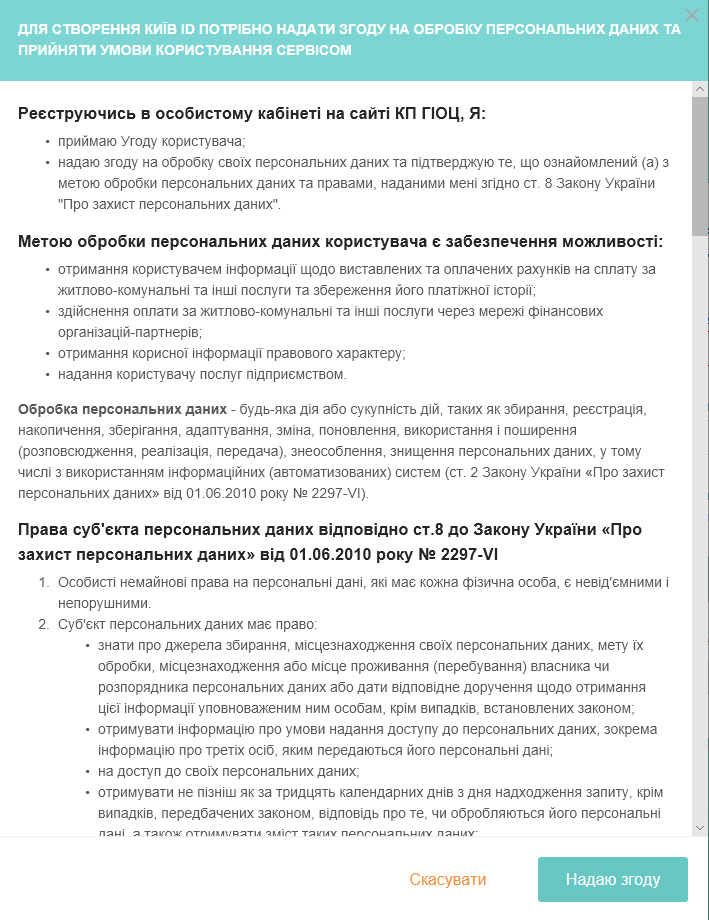 ДЛЯ СТВОРЕННЯ КИЇВ ID ПОТРІБНО НАДАТИ ЗГОДУ НА ОБРОБКУ ПЕРСОНАЛЬНИХ ДАНИХ ТА
ПРИЙНЯТИ УМОВИ КОРИСТУВАННЯ СЕРВІСОМ
Реєструючись в особистому кабінеті на сайті КП ГІОЦ, Я:
• приймаю Угоду користувача;
• надаю згоду на обробку своїх персональних даних та підтверджую те, що ознайомлений (а) з
метою обробки персональних даних та правами, наданими мені згідно ст. 8 Закону України
"Про захист персональних даних".
Метою обробки персональних даних користувача є забезпечення можливості:
• отримання користувачем інформації щодо виставлених та оплачених рахунків на сплату за
житлово-комунальні та інші послуги та збереження його платіжної історії;
• здійснення оплати за житлово-комунальні та інші послуги через мережі фінансових
організацій-партнерів;
• отримання корисної інформації правового характеру;
• надання користувачу послуг підприємством.
Обробка персональних даних - будь-яка дія або сукупність дій, таких як збирання, реєстрація,
накопичення, зберігання, адаптування, зміна, поновлення, використання і поширення
(розповсюдження, реалізація, передача), знеособлення, знищення персональних даних, у тому
числі з використанням інформаційних (автоматизованих) систем (ст. 2 Закону України «Про захист
персональних даних» від 01.06.2010 року № 2297-VI).
Права суб'єкта персональних даних відповідно ст.8 до Закону України «Про
захист персональних даних» від 01.06.2010 року № 2297-VI
1. Особисті немайнові права на персональні дані, які має кожна фізична особа, є невід'ємними і
непорушними.
2. Суб'єкт персональних даних має право:
• знати про джерела збирання, місцезнаходження своїх персональних даних, мету їх
обробки, місцезнаходження або місце проживання (перебування) власника чи
розпорядника персональних даних або дати відповідне доручення щодо отримання
цієї інформації уповноваженим ним особам, крім випадків, встановлених законом;
• отримувати інформацію про умови надання доступу до персональних даних, зокрема
інформацію про третіх осіб, яким передаються його персональні дані;
• на доступ до своїх персональних даних;
• отримувати не пізніш як за тридцять календарних днів з дня надходження запиту, крім
випадків, передбачених законом, відповідь про те, чи обробляються його персональні
дані, а також отримувати зміст таких персональних даних;
Скасувати
Надаю згоду